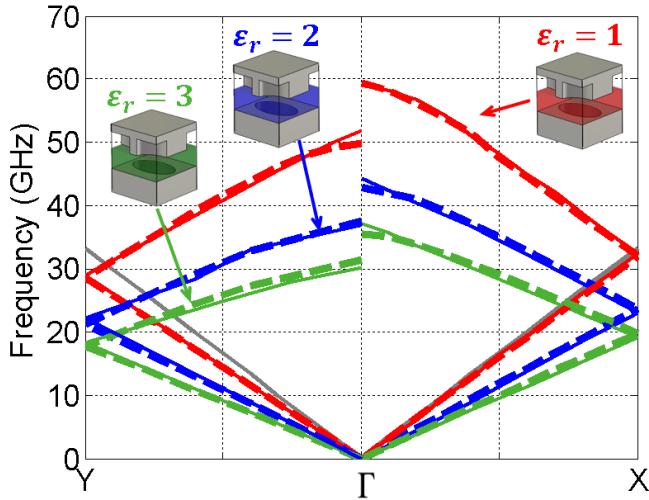 70
60
50
40
30
20
10
0
Frequency (GHz)
εr = 3
εr = 2
εr = 1
Y
Γ
X